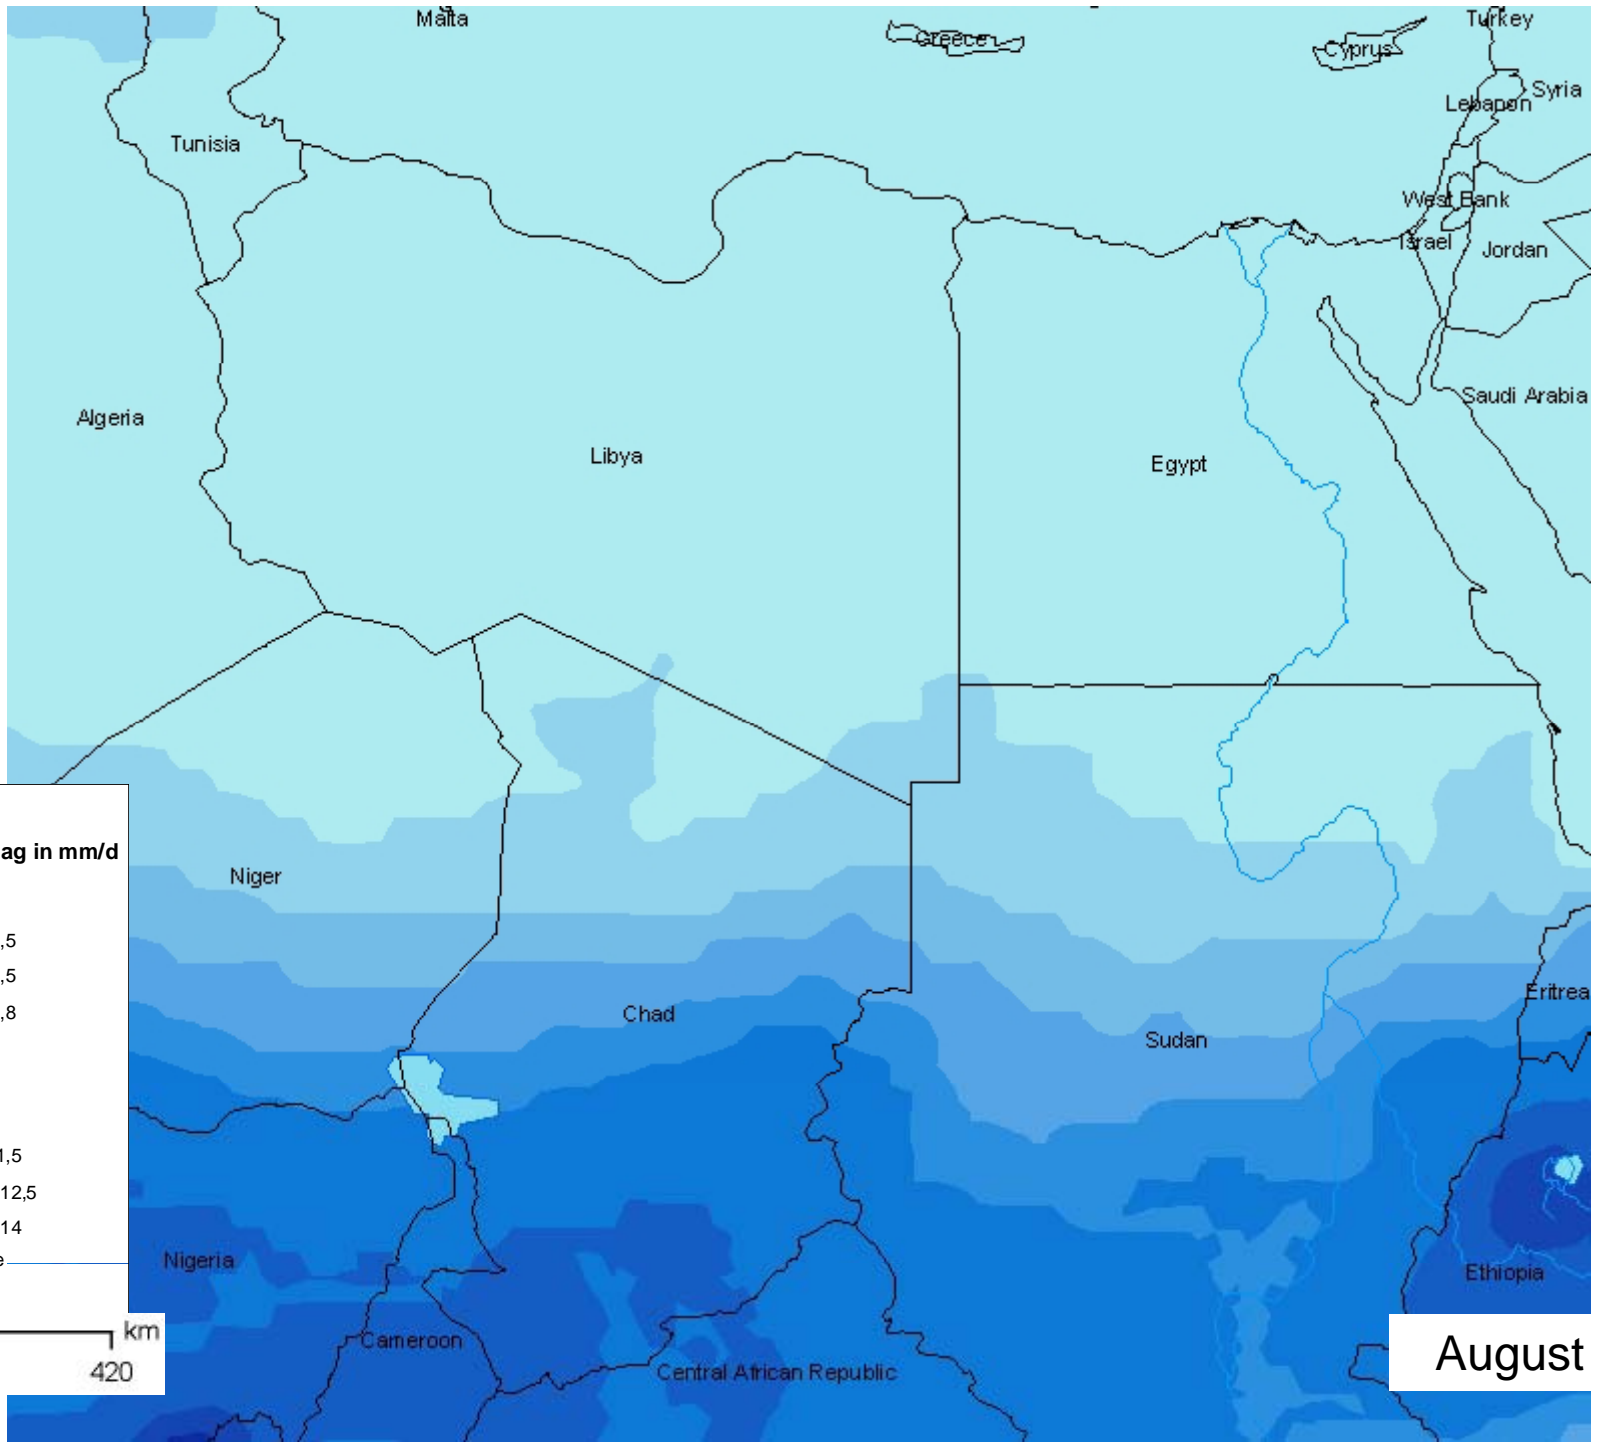 Malta
Greece
Cyprus
Turkey
Syria
Lebanon
Tunisia
West Bank
Israel
Jordan
Algeria
Libya
Egypt
Saudi Arabia
ag in mm/d
Niger
,5
,5
,8
Chad
Sudan
Eritrea
1,5
12,5
14
e
Nigeria
Ethiopia
km
420
Cameroon
Central African Republic
August